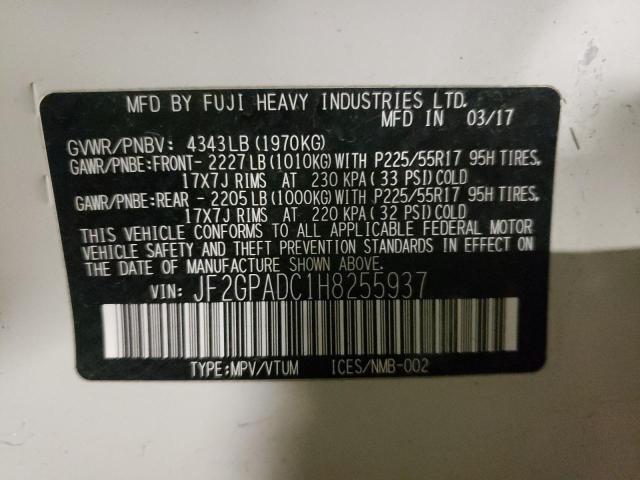 MFD BY FUJI HEAVY INDUSTRIES LTD.
MFD IN 03/17
GVWR/PNBV: 4343LB (1970KG)
GAWR/PNBE:FRONT- 2227LB (1010KG) WITH P225/55R17 95H TIRES,
17X7J RIMS AT 230 KPA (33 PSI) COLD
GAWR/PNBE:REAR - 2205LB (1000KG) WITH P225/55R17 95H TIRES,
17X7J RIMS AT 220 KPA (32 PSI) COLD
THIS VEHICLE CONFORMS TO ALL APPLICABLE FEDERAL MOTOR
VEHICLE SAFETY AND THEFT PREVENTION STANDARDS IN EFFECT ON
THE DATE OF MANUFACTURE SHOWN ABOVE.
VIN: JF2GPADC1H8255937
TYPE:MPV/VTUM ICES/NMB-002